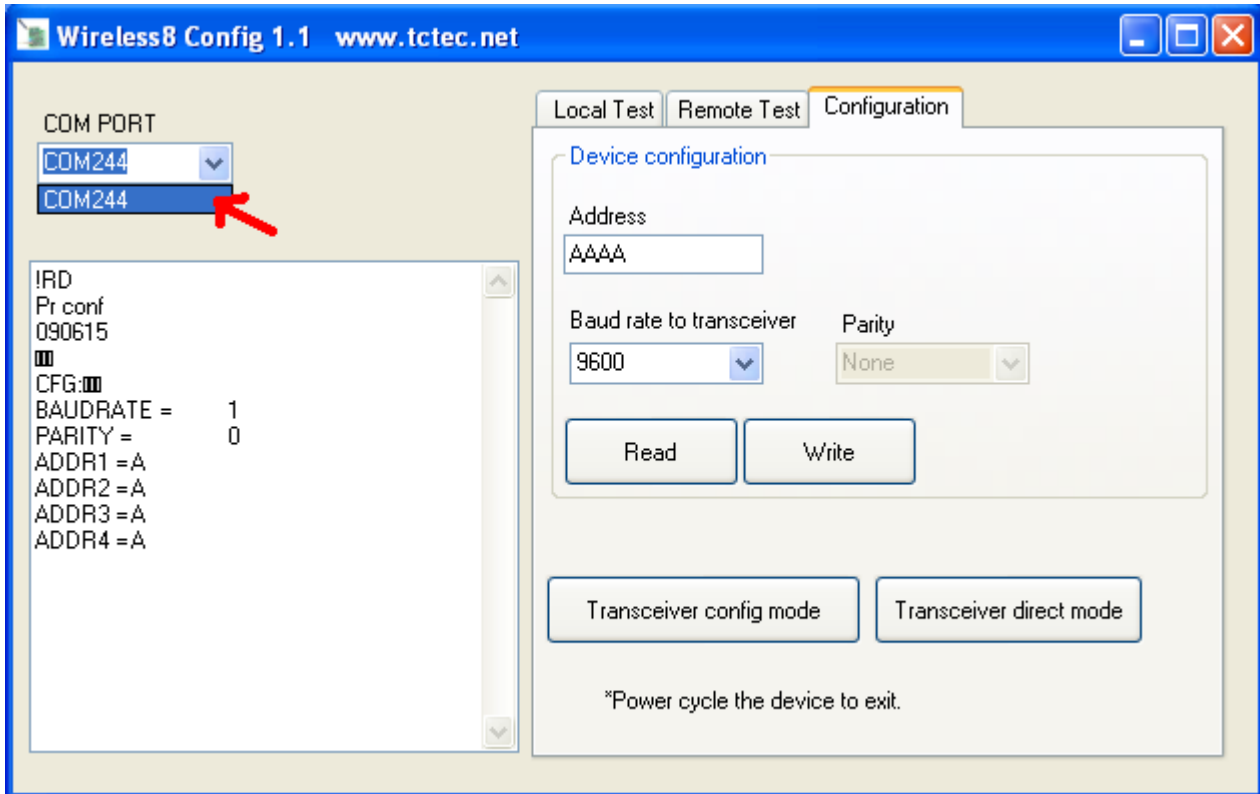 Wireless8 Config 1.1 www.tctec.net
COM PORT
COM244
COM244
!RD
Pr conf
090615
CFG:
BAUDRATE = 1
PARITY = 0
ADDR1 =A
ADDR2 =A
ADDR3 =A
ADDR4 =A
Local Test Remote Test Configuration
Device configuration
Address
AAAA
Baud rate to transceiver Parity
9600 None
Read Write
Transceiver config mode Transceiver direct mode
*Power cycle the device to exit.